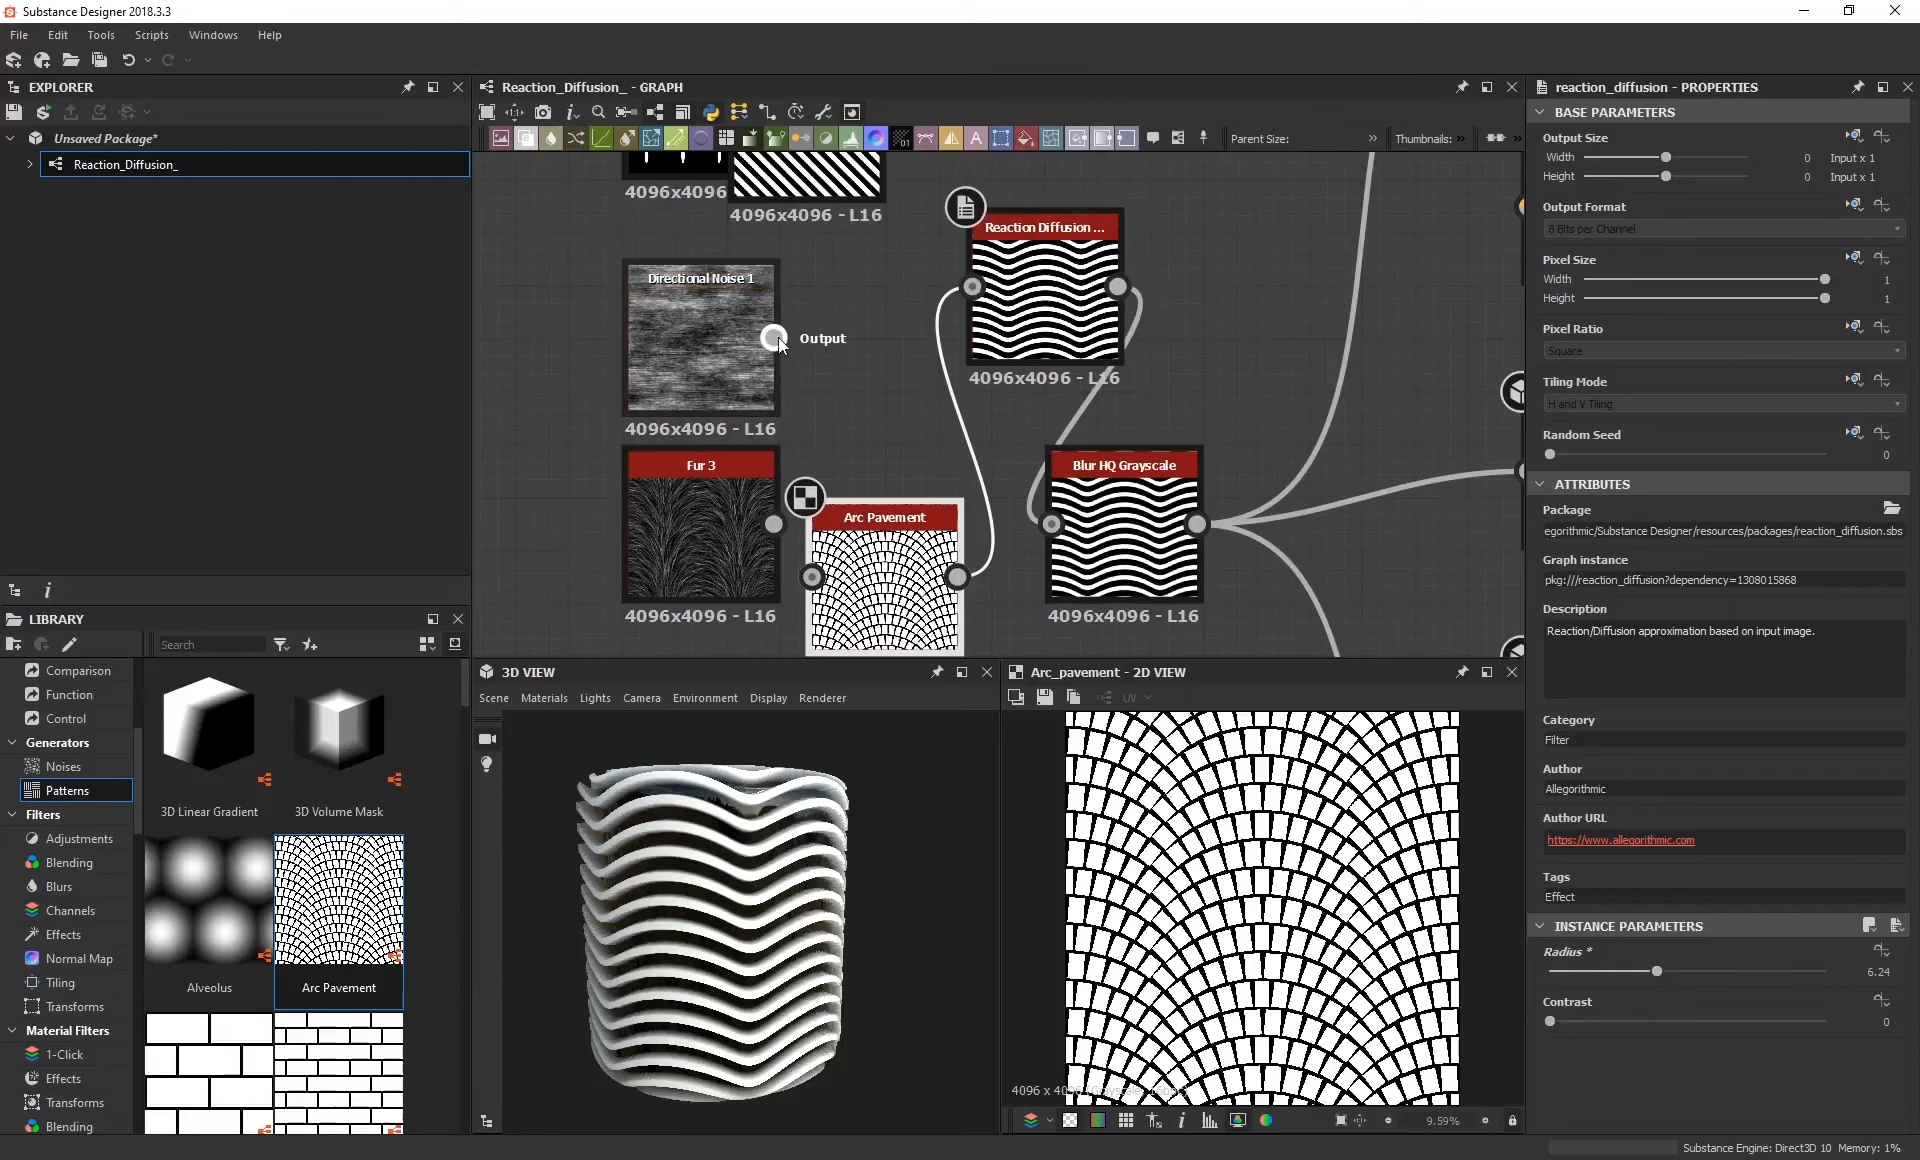 Substance Designer 2018.3.3
File Edit Tools Scripts Windows Help
EXPLORER
Unsaved Package*
Reaction_Diffusion_
LIBRARY
Search
Comparison
Function
Control
Generators
Noises
Patterns
Filters
Adjustments
Blending
Blurs
Channels
Effects
Normal Map
Tiling
Transforms
Material Filters
1-Click
Effects
Transforms
Blending
3D Linear Gradient
3D Volume Mask
Alveolus
Arc Pavement
Reaction_Diffusion_ - GRAPH
Parent Size: »
Thumbnails: »
»
4096x4096
4096x4096 - L16
Directional Noise 1
Output
4096x4096 - L16
Reaction Diffusion ...
4096x4096 - L16
Fur 3
4096x4096 - L16
Arc Pavement
Blur HQ Grayscale
4096x4096 - L16
3D VIEW
Scene Materials Lights Camera Environment Display Renderer
Arc_pavement - 2D VIEW
UV
9.59%
reaction_diffusion - PROPERTIES
BASE PARAMETERS
Output Size
Width 0 Input x 1
Height 0 Input x 1
Output Format
8 Bits per Channel
Pixel Size
Width 1
Height 1
Pixel Ratio
Square
Tiling Mode
H and V Tiling
Random Seed
0
ATTRIBUTES
Package
egorithmic/Substance Designer/resources/packages/reaction_diffusion.sbs
Graph instance
pkg:///reaction_diffusion?dependency=1308015868
Description
Reaction/Diffusion approximation based on input image.
Category
Filter
Author
Allegorithmic
Author URL
https://www.allegorithmic.com
Tags
Effect
INSTANCE PARAMETERS
Radius *
6.24
Contrast
0
Substance Engine: Direct3D 10 Memory: 1%